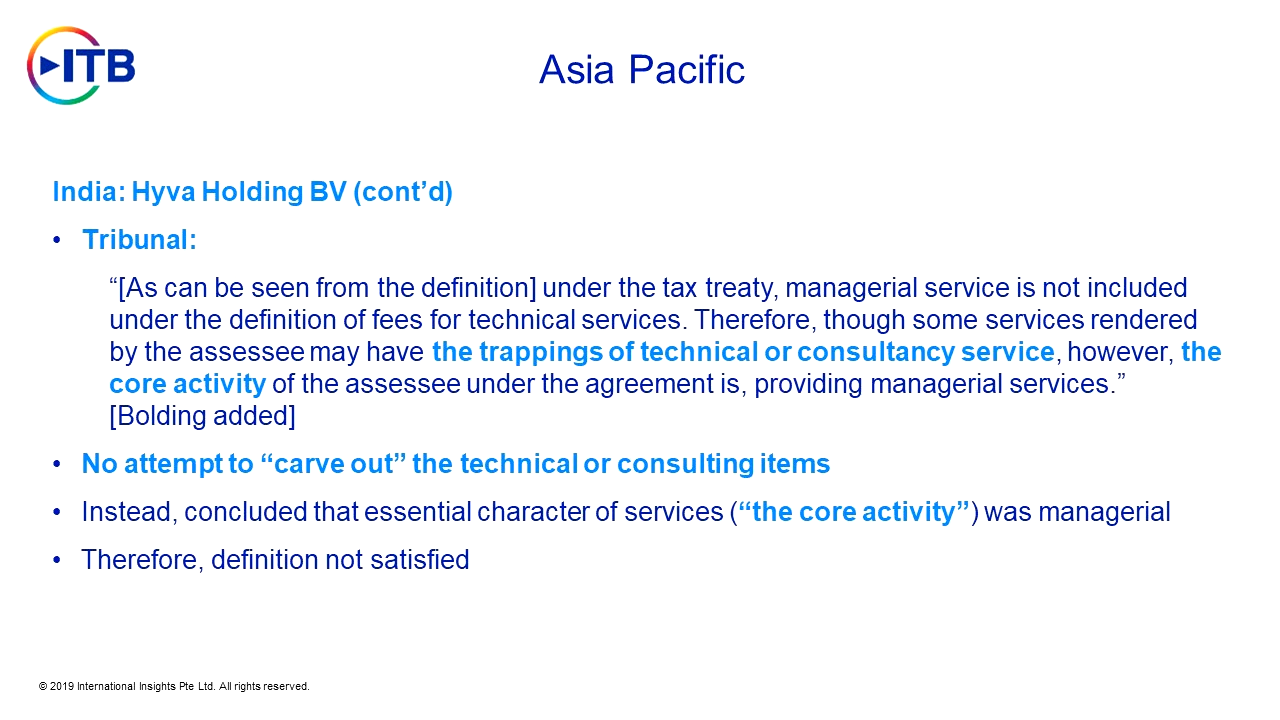 ITB
Asia Pacific
India: Hyva Holding BV (cont’d)
• Tribunal:
“[As can be seen from the definition] under the tax treaty, managerial service is not included
under the definition of fees for technical services. Therefore, though some services rendered
by the assessee may have the trappings of technical or consultancy service, however, the
core activity of the assessee under the agreement is, providing managerial services.”
[Bolding added]
• No attempt to “carve out” the technical or consulting items
• Instead, concluded that essential character of services (“the core activity”) was managerial
• Therefore, definition not satisfied
© 2019 International Insights Pte Ltd. All rights reserved.